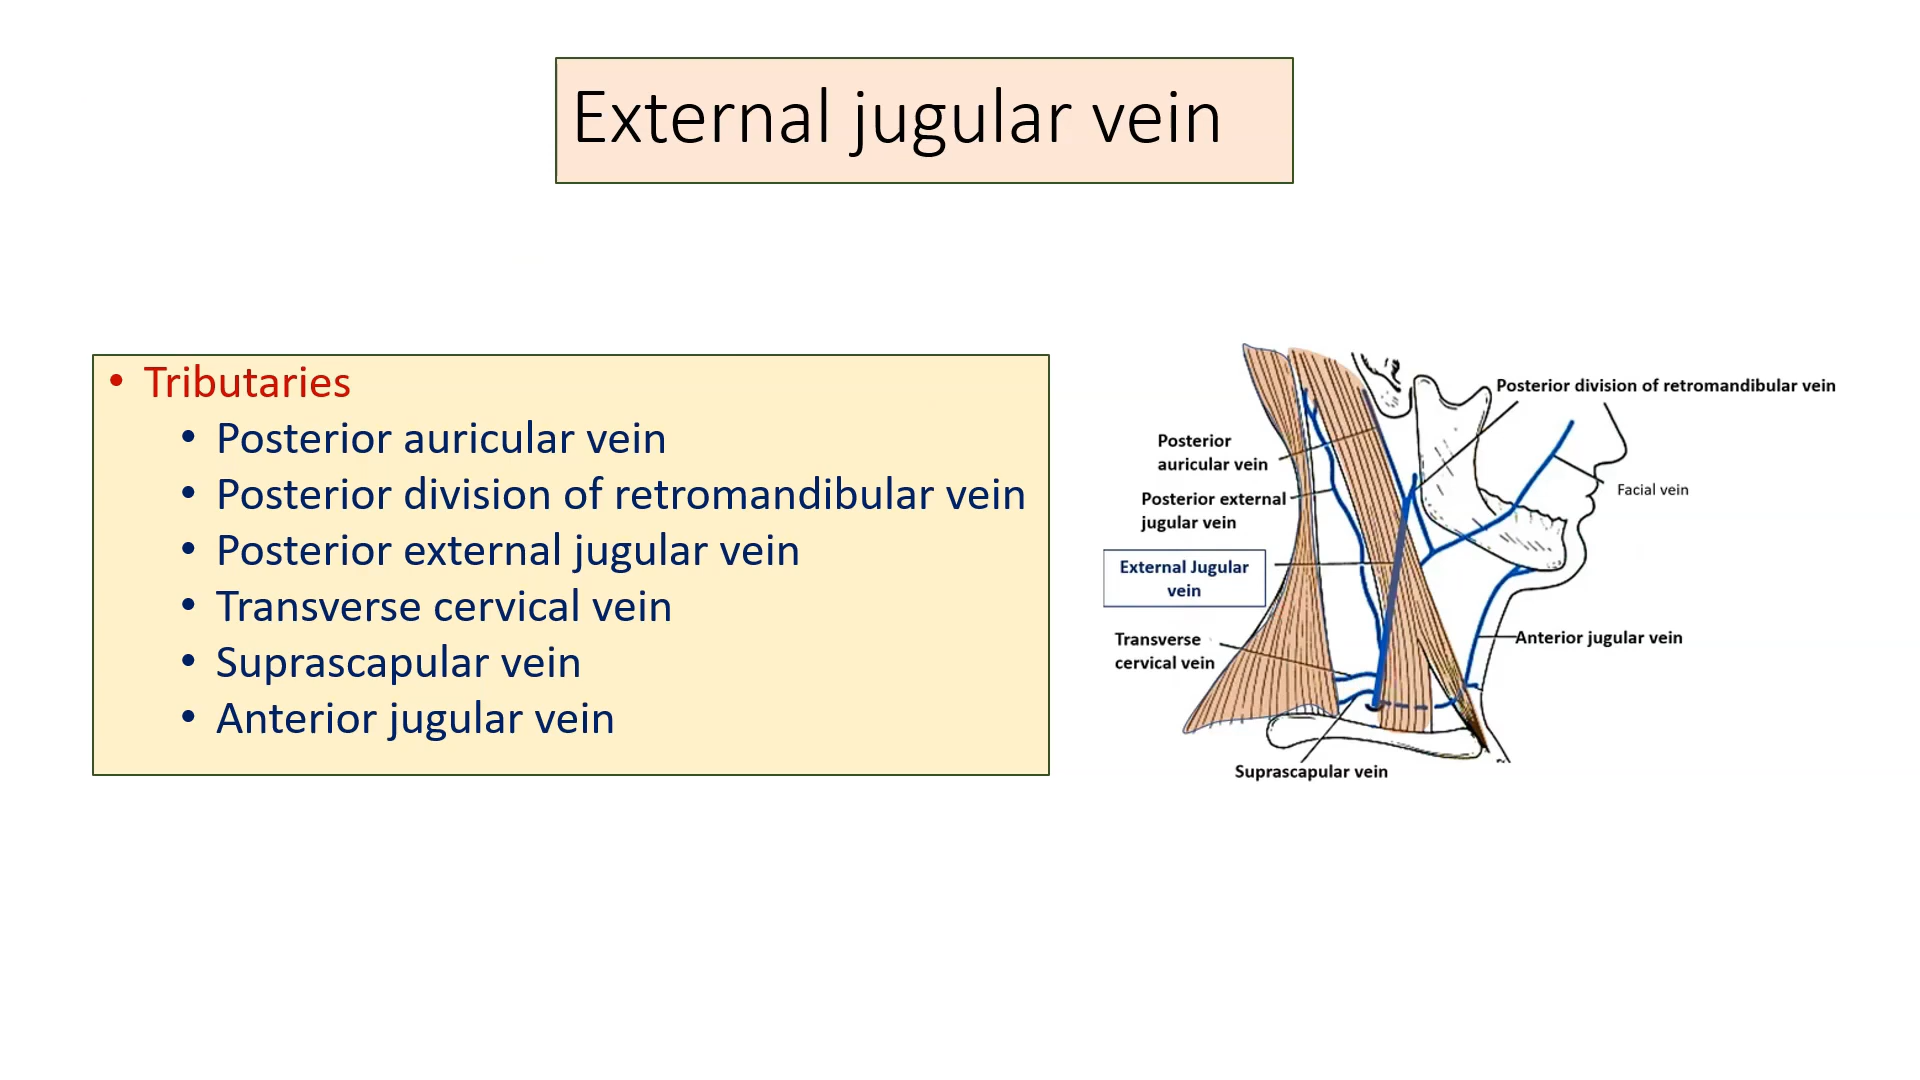 External jugular vein
• Tributaries
• Posterior auricular vein
• Posterior division of retromandibular vein
• Posterior external jugular vein
• Transverse cervical vein
• Suprascapular vein
• Anterior jugular vein
Posterior division of retromandibular vein
Posterior
auricular vein
Facial vein
Posterior external
jugular vein
External Jugular
vein
Transverse
cervical vein
Anterior jugular vein
Suprascapular vein